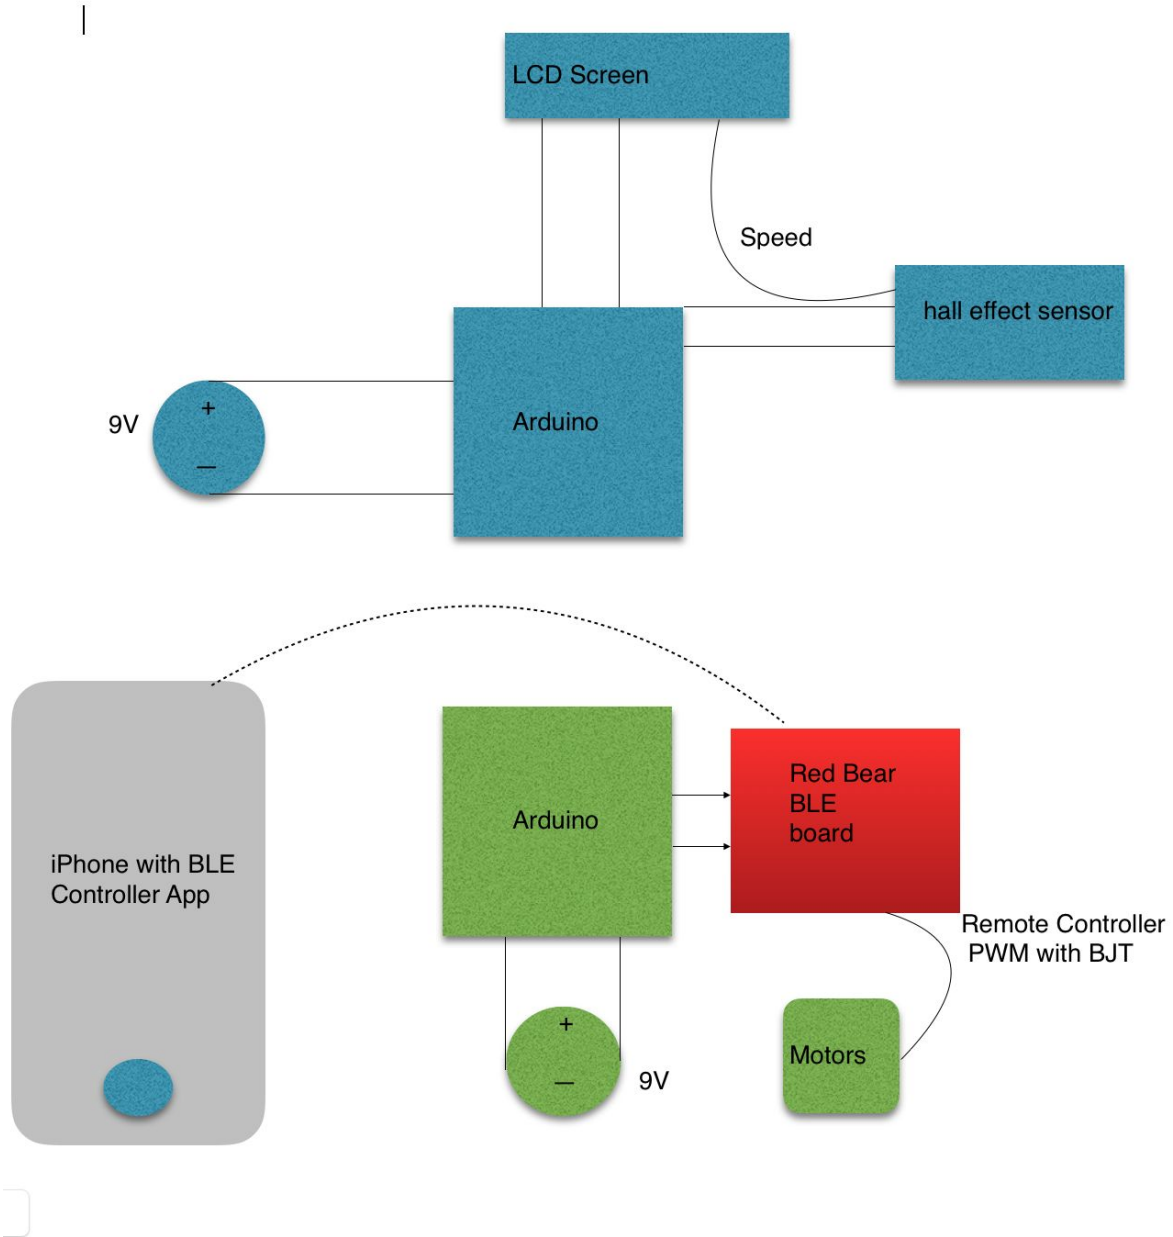 LCD Screen
Speed
hall effect sensor
9V
+
—
Arduino
iPhone with BLE
Controller App
Arduino
Red Bear
BLE
board
Remote Controller
PWM with BJT
+
—
9V
Motors